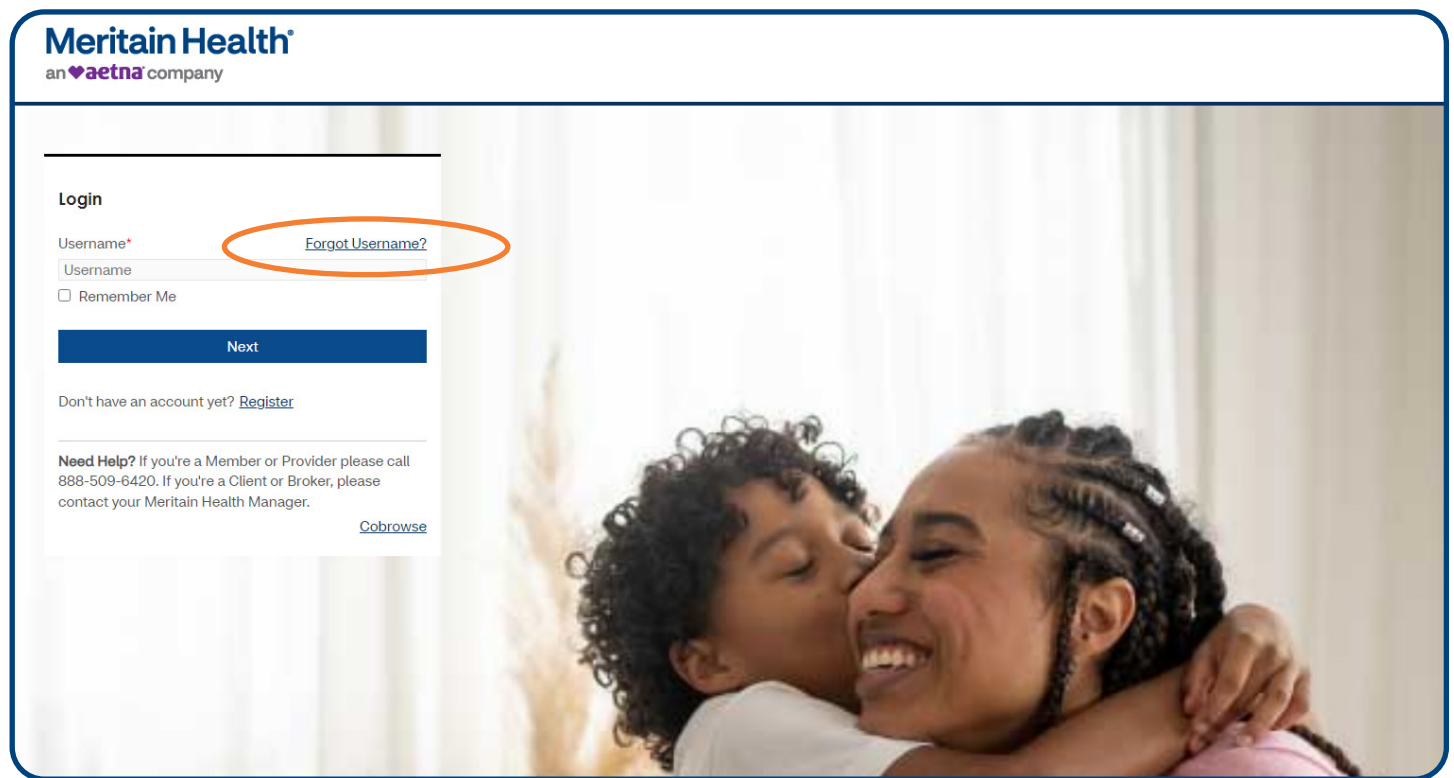 Meritain Health®
an aetna® company
Login
Username* Forgot Username?
Username
Remember Me
Next
Don't have an account yet? Register
Need Help? If you're a Member or Provider please call
888-509-6420. If you're a Client or Broker, please
contact your Meritain Health Manager.
Cobrowse